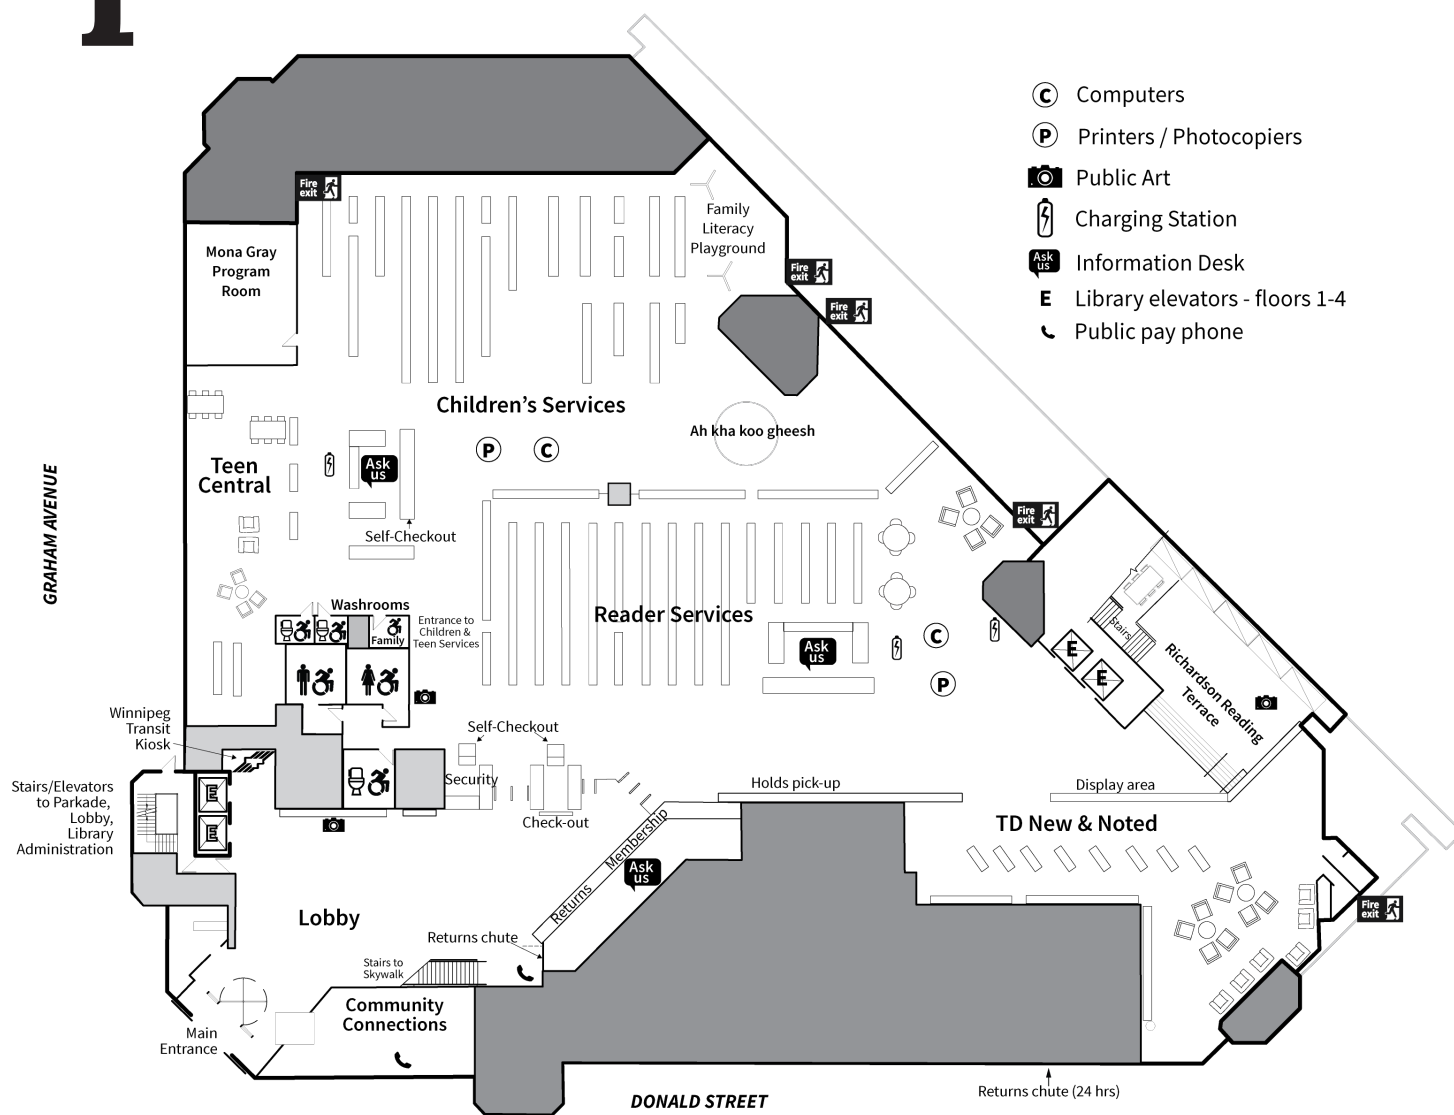 1
C Computers
P Printers / Photocopiers
Public Art
Charging Station
Ask us Information Desk
E Library elevators - floors 1-4
Public pay phone
Fire exit
Mona Gray
Program
Room
Family
Literacy
Playground
Fire exit
Fire exit
Children's Services
P
C
Ah kha koo gheesh
Teen
Central
Ask us
Self-Checkout
Fire exit
GRAHAM AVENUE
Reader Services
Washrooms
Family
Entrance to
Children &
Teen Services
Ask us
C
P
Stairs
E
E
Richardson Reading
Terrace
Winnipeg
Transit
Kiosk
Self-Checkout
Security
Check-out
Holds pick-up
Display area
Stairs/Elevators
to Parkade,
Lobby,
Library
Administration
E
E
Membership
Returns
Ask us
TD New & Noted
Fire exit
Lobby
Returns chute
Stairs to
Skywalk
Community
Connections
Main
Entrance
Returns chute (24 hrs)
DONALD STREET